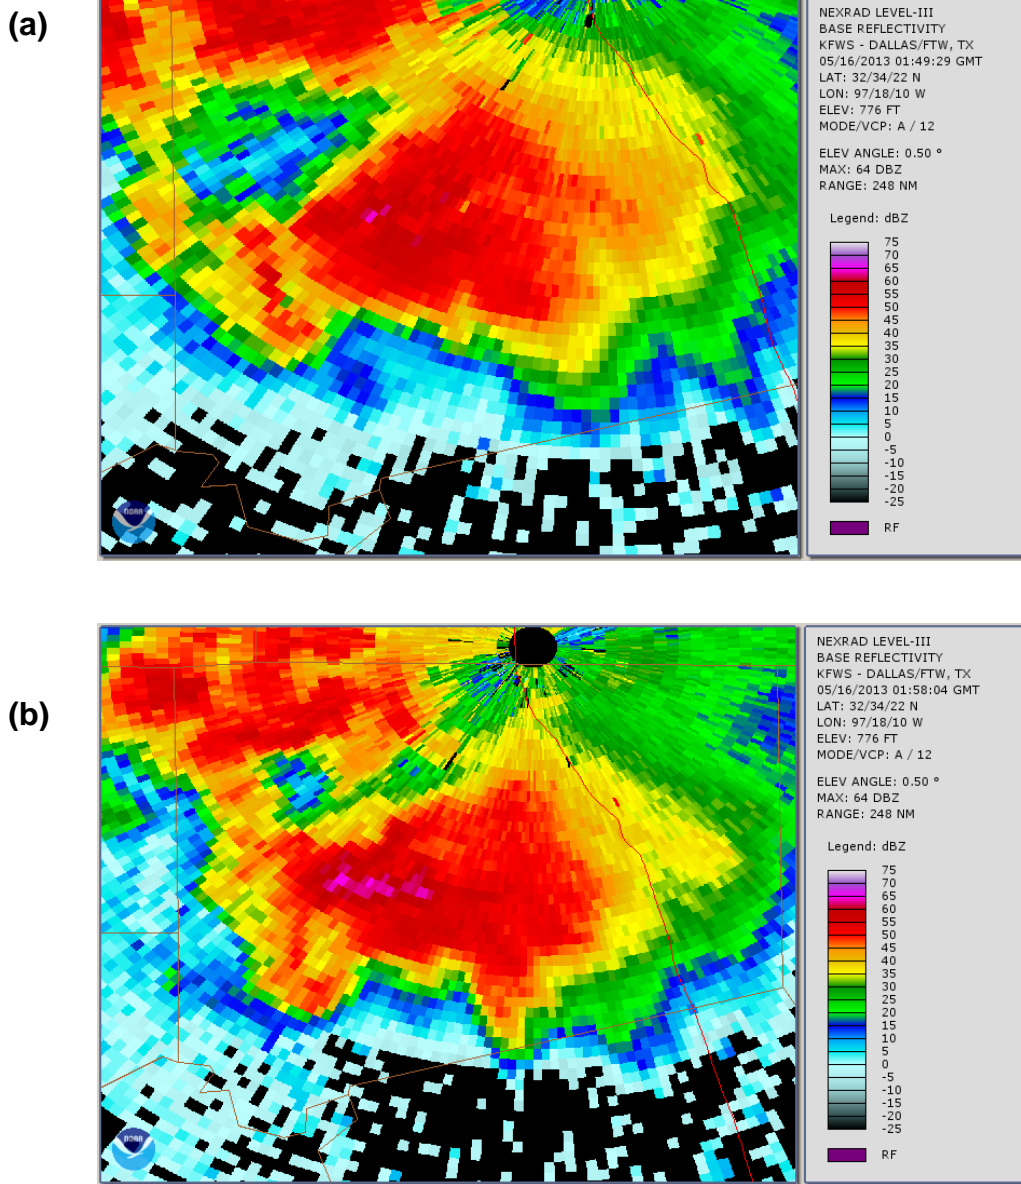 (a)
NEXRAD LEVEL-III
BASE REFLECTIVITY
KFWS - DALLAS/FTW, TX
05/16/2013 01:49:29 GMT
LAT: 32/34/22 N
LON: 97/18/10 W
ELEV: 776 FT
MODE/VCP: A / 12
ELEV ANGLE: 0.50 °
MAX: 64 DBZ
RANGE: 248 NM
Legend: dBZ
75
70
65
60
55
50
45
40
35
30
25
20
15
10
5
0
-5
-10
-15
-20
-25
RF
NOAA
(b)
NEXRAD LEVEL-III
BASE REFLECTIVITY
KFWS - DALLAS/FTW, TX
05/16/2013 01:58:04 GMT
LAT: 32/34/22 N
LON: 97/18/10 W
ELEV: 776 FT
MODE/VCP: A / 12
ELEV ANGLE: 0.50 °
MAX: 64 DBZ
RANGE: 248 NM
Legend: dBZ
75
70
65
60
55
50
45
40
35
30
25
20
15
10
5
0
-5
-10
-15
-20
-25
RF
NOAA